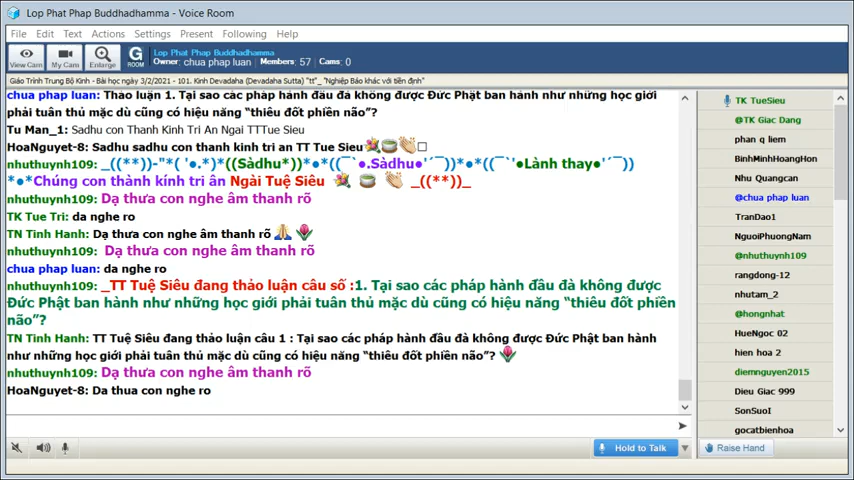 Lop Phat Phap Buddhadhamma - Voice Room
File Edit Text Actions Settings Present Following Help
View Cam My Cam Enlarge G ROOM
Lop Phat Phap Buddhadhamma
Owner: chua phap luan: Members: 57 Cams: 0
Giáo Trình Trung Bộ Kinh - Bài học ngày 3/2/2021 - 101. Kinh Devadaha (Devadaha Sutta) "tt"_ "Nghiệp Báo khác với tiền định"
chua phap luan: Thảo luận 1. Tại sao các pháp hành đầu đà không được Đức Phật ban hành như những học giới
phải tuân thủ mặc dù cũng có hiệu năng “thiêu đốt phiền não”?
Tu Man_1: Sadhu con Thanh Kinh Tri An Ngai TTTue Sieu
HoaNguyet-8: Sadhu sadhu con thanh kinh tri an TT Tue Sieu
nhuthuynh109: _((**))-"*( '●.*)*((Sàdhu*))*●*((¯`●.Sàdhu●'´¯))*●*((¯`'●Lành thay●'´¯))
*●*Chúng con thành kính tri ân Ngài Tuệ Siêu _((**))_
nhuthuynh109: Dạ thưa con nghe âm thanh rõ
TK Tue Tri: da nghe ro
TN Tinh Hanh: Dạ thưa con nghe âm thanh rõ
nhuthuynh109: Dạ thưa con nghe âm thanh rõ
chua phap luan: da nghe ro
nhuthuynh109: _TT Tuệ Siêu đang thảo luận câu số :1. Tại sao các pháp hành đầu đà không được
Đức Phật ban hành như những học giới phải tuân thủ mặc dù cũng có hiệu năng “thiêu đốt phiền
não”?
TN Tinh Hanh: TT Tuệ Siêu đang thảo luận câu 1 : Tại sao các pháp hành đầu đà không được Đức Phật ban hành
như những học giới phải tuân thủ mặc dù cũng có hiệu năng “thiêu đốt phiền não”?
nhuthuynh109: Dạ thưa con nghe âm thanh rõ
HoaNguyet-8: Da thua con nghe ro
Hold to Talk
TK TueSieu
@TK Giac Dang
phan q liem
BinhMinhHoangHon
Nhu Quangcan
@chua phap luan
TranDao1
NguoiPhuongNam
@nhuthuynh109
rangdong-12
nhutam_2
@hongnhat
HueNgoc 02
hien hoa 2
diemnguyen2015
Dieu Giac 999
SonSuoI
gocatbienhoa
Raise Hand